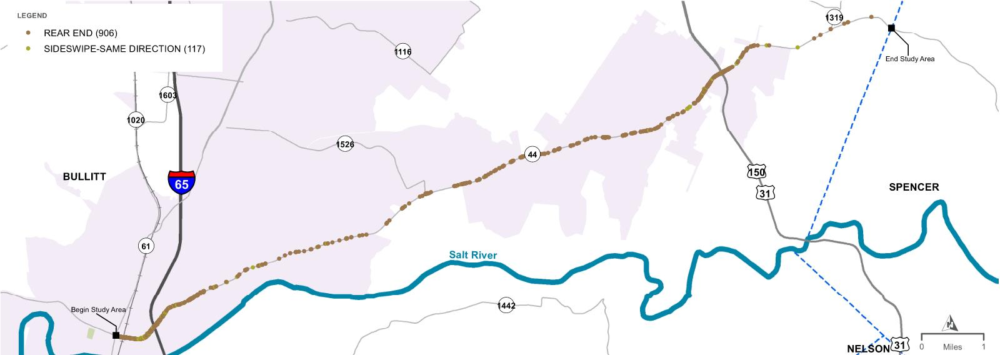 LEGEND
REAR END (906)
SIDESWIPE-SAME DIRECTION (117)
1319
1116
End Study Area
1603
1020
1526
44
BULLITT
65
150
31
SPENCER
61
Salt River
1442
Begin Study Area
N
0 Miles 1
NELSON 31